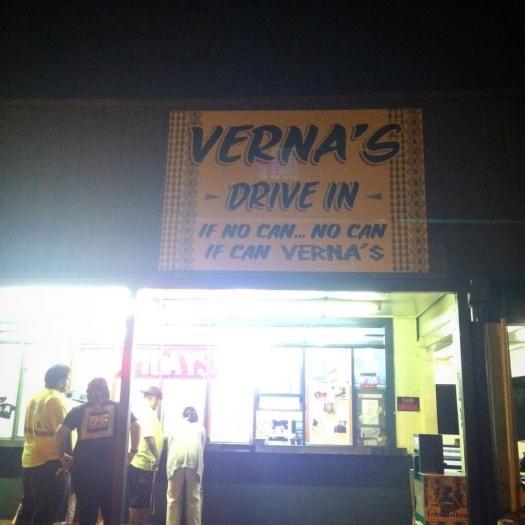 VERNA'S
DRIVE IN
IF NO CAN... NO CAN
IF CAN VERNA'S